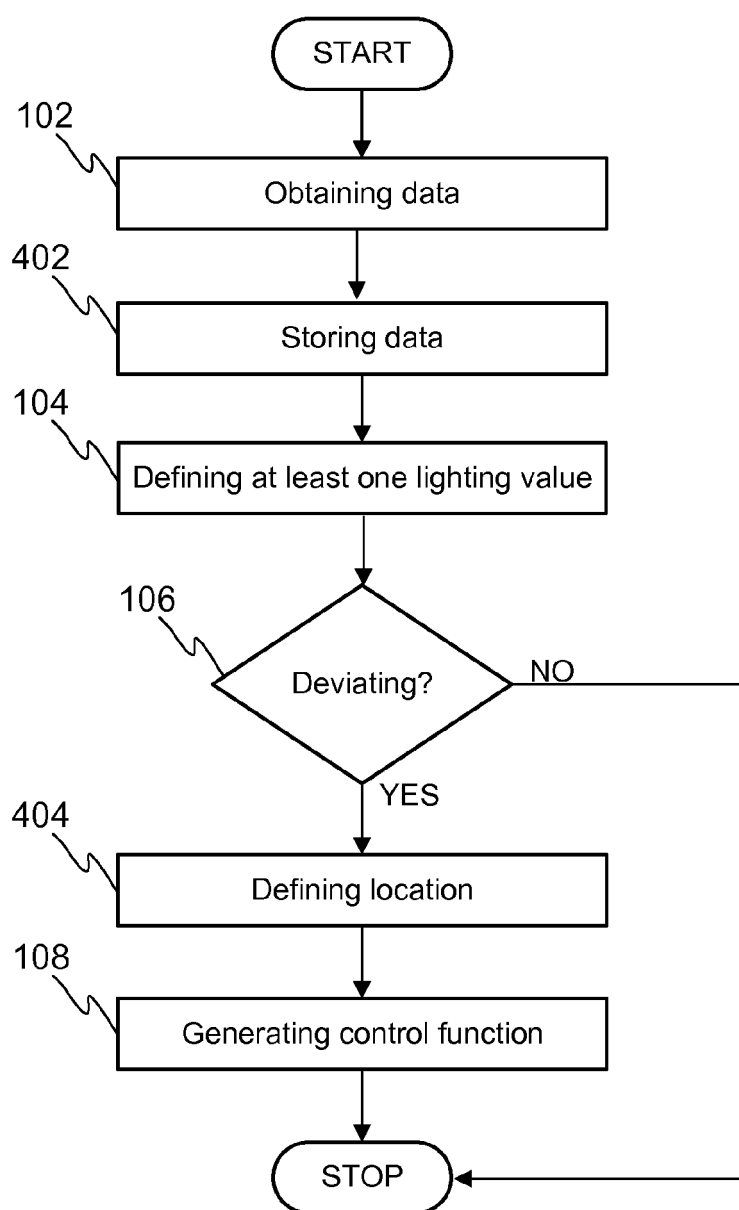 START
102
Obtaining data
402
Storing data
104
Defining at least one lighting value
106
Deviating?
NO
YES
404
Defining location
108
Generating control function
STOP